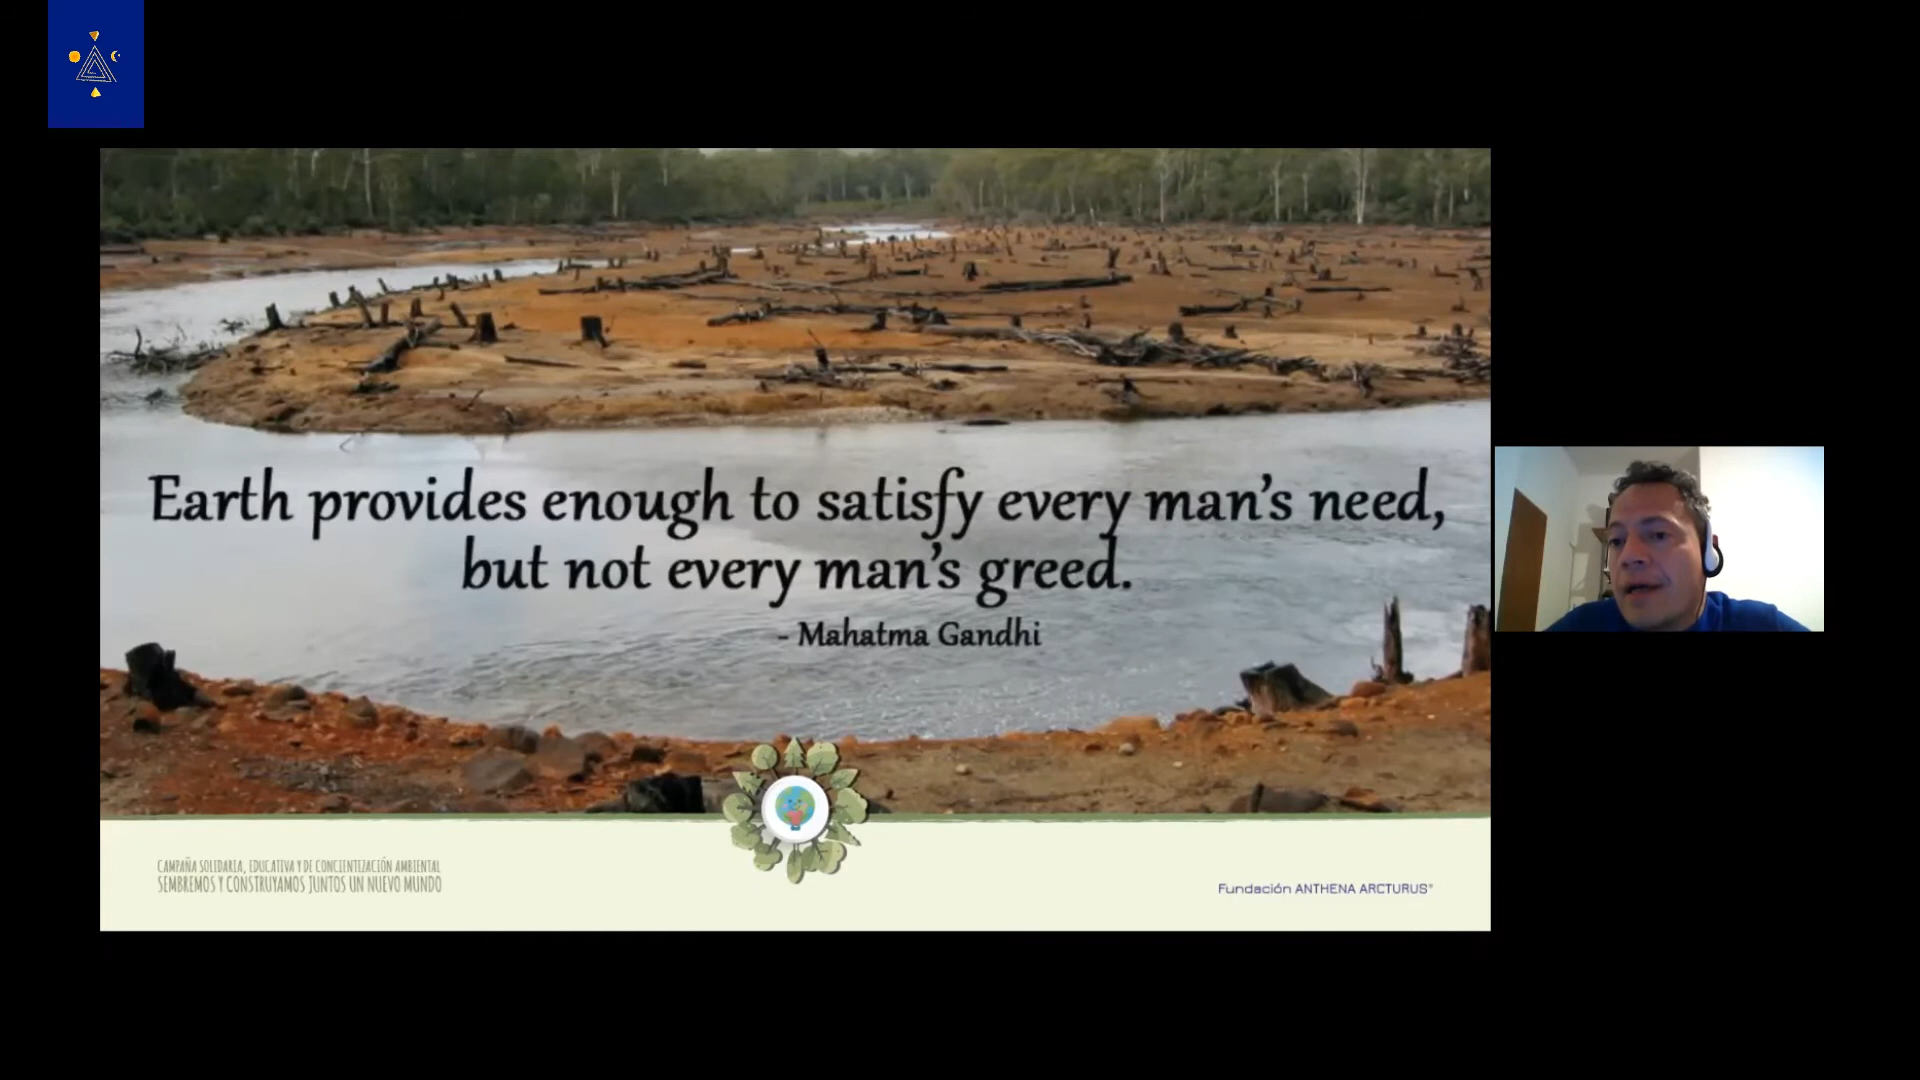 Earth provides enough to satisfy every man's need,
but not every man's greed.
- Mahatma Gandhi
CAMPAÑA SOLIDARIA, EDUCATIVA Y DE CONCIENTIZACIÓN AMBIENTAL
SEMBREMOS Y CONSTRUYAMOS JUNTOS UN NUEVO MUNDO
Fundación ANTHENA ARCTURUS®